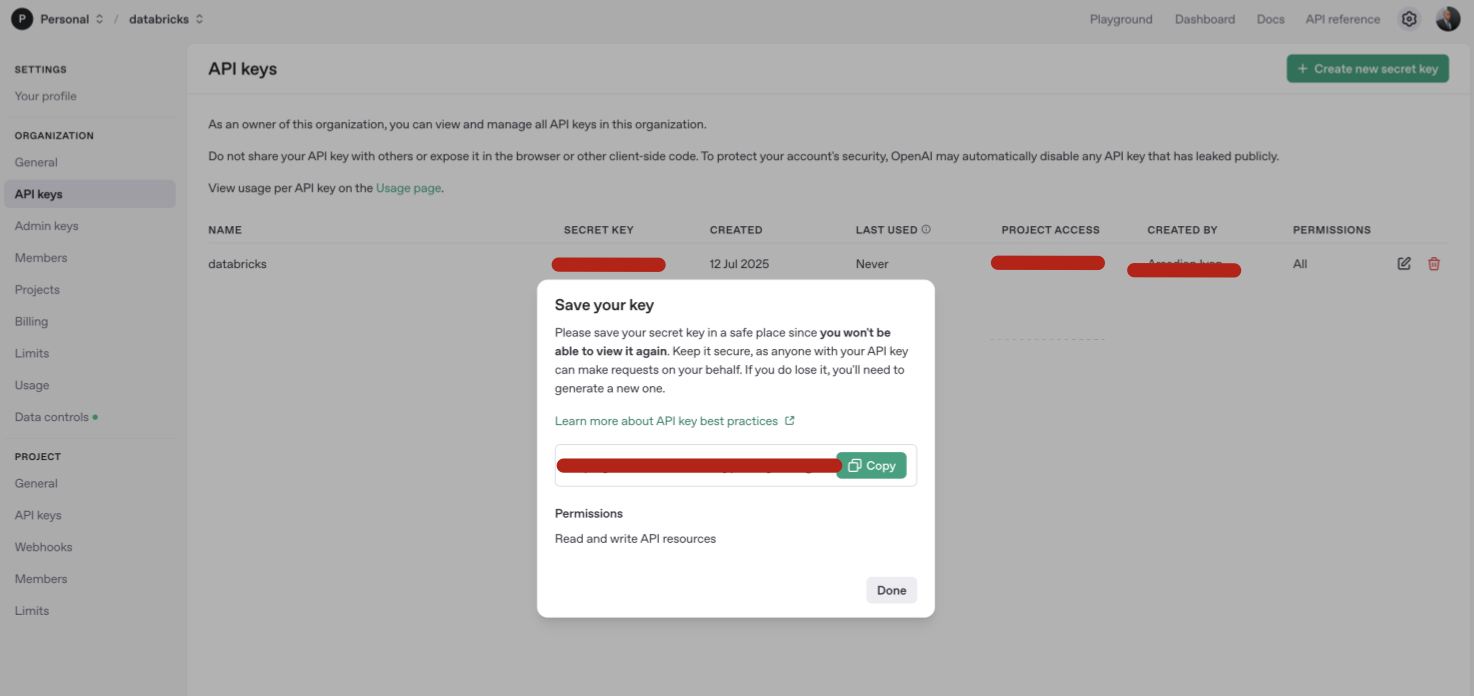 P Personal / databricks
Playground Dashboard Docs API reference
SETTINGS
Your profile
ORGANIZATION
General
API keys
Admin keys
Members
Projects
Billing
Limits
Usage
Data controls
PROJECT
General
API keys
Webhooks
Members
Limits
API keys
+ Create new secret key
As an owner of this organization, you can view and manage all API keys in this organization.
Do not share your API key with others or expose it in the browser or other client-side code. To protect your account's security, OpenAI may automatically disable any API key that has leaked publicly.
View usage per API key on the Usage page.
NAME SECRET KEY CREATED LAST USED PROJECT ACCESS CREATED BY PERMISSIONS
databricks 12 Jul 2025 Never All
Save your key
Please save your secret key in a safe place since you won't be
able to view it again. Keep it secure, as anyone with your API key
can make requests on your behalf. If you do lose it, you'll need to
generate a new one.
Learn more about API key best practices
Copy
Permissions
Read and write API resources
Done